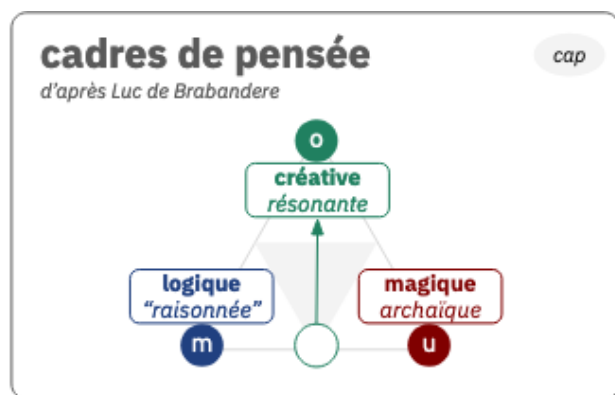 cadres de pensée
cap
d'après Luc de Brabandere
o
créative
résonante
logique
"raisonnée"
magique
archaïque
m
u